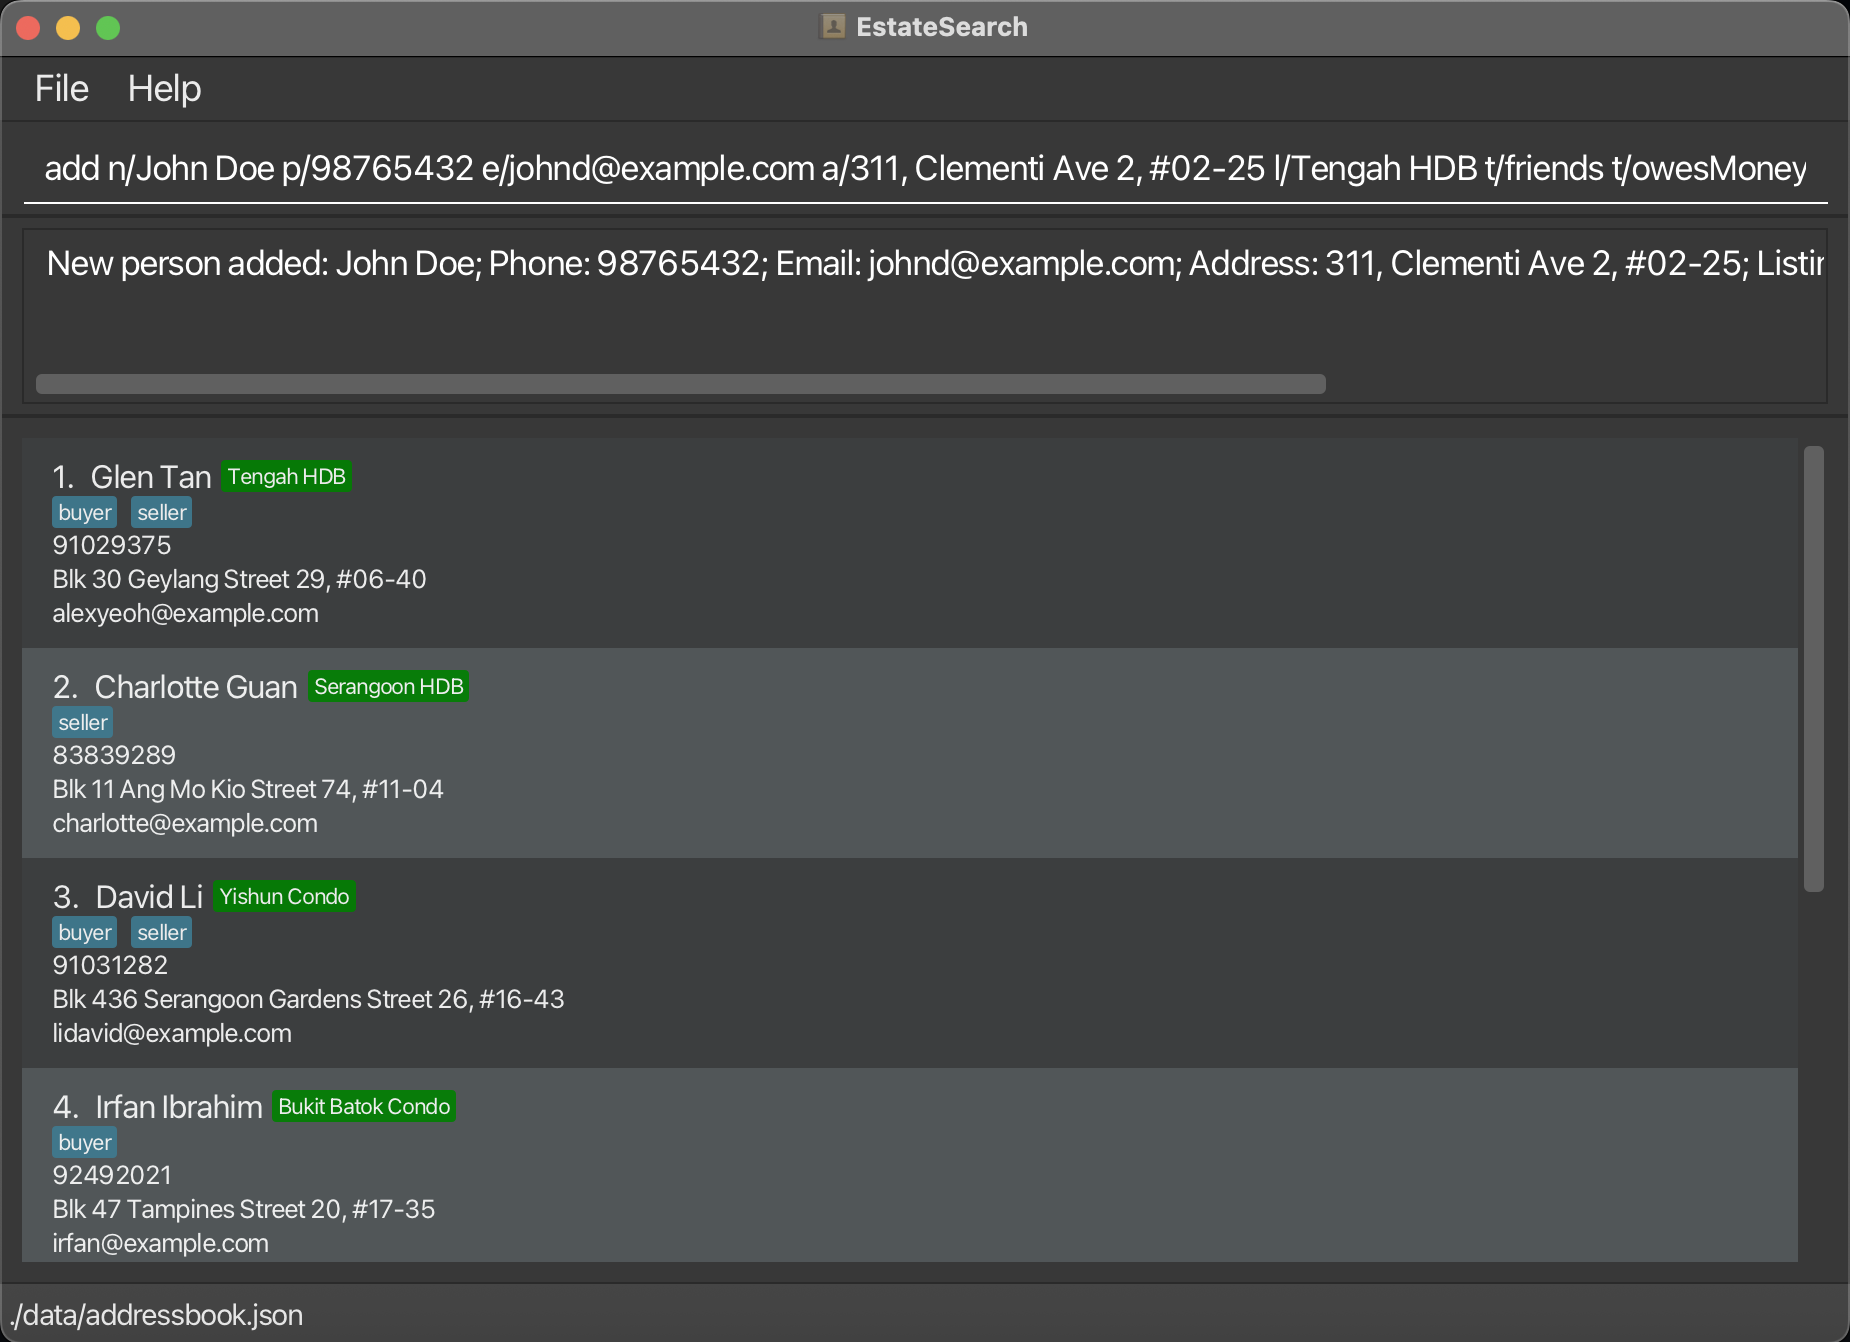 EstateSearch
File Help
add n/John Doe p/98765432 e/johnd@example.com a/311, Clementi Ave 2, #02-25 l/Tengah HDB t/friends t/owesMoney
New person added: John Doe; Phone: 98765432; Email: johnd@example.com; Address: 311, Clementi Ave 2, #02-25;
1. Glen Tan Tengah HDB
buyer seller
91029375
Blk 30 Geylang Street 29, #06-40
alexyeoh@example.com
2. Charlotte Guan Serangoon HDB
seller
83839289
Blk 11 Ang Mo Kio Street 74, #11-04
charlotte@example.com
3. David Li Yishun Condo
buyer seller
91031282
Blk 436 Serangoon Gardens Street 26, #16-43
lidavid@example.com
4. Irfan Ibrahim Bukit Batok Condo
buyer
92492021
Blk 47 Tampines Street 20, #17-35
irfan@example.com
./data/addressbook.json